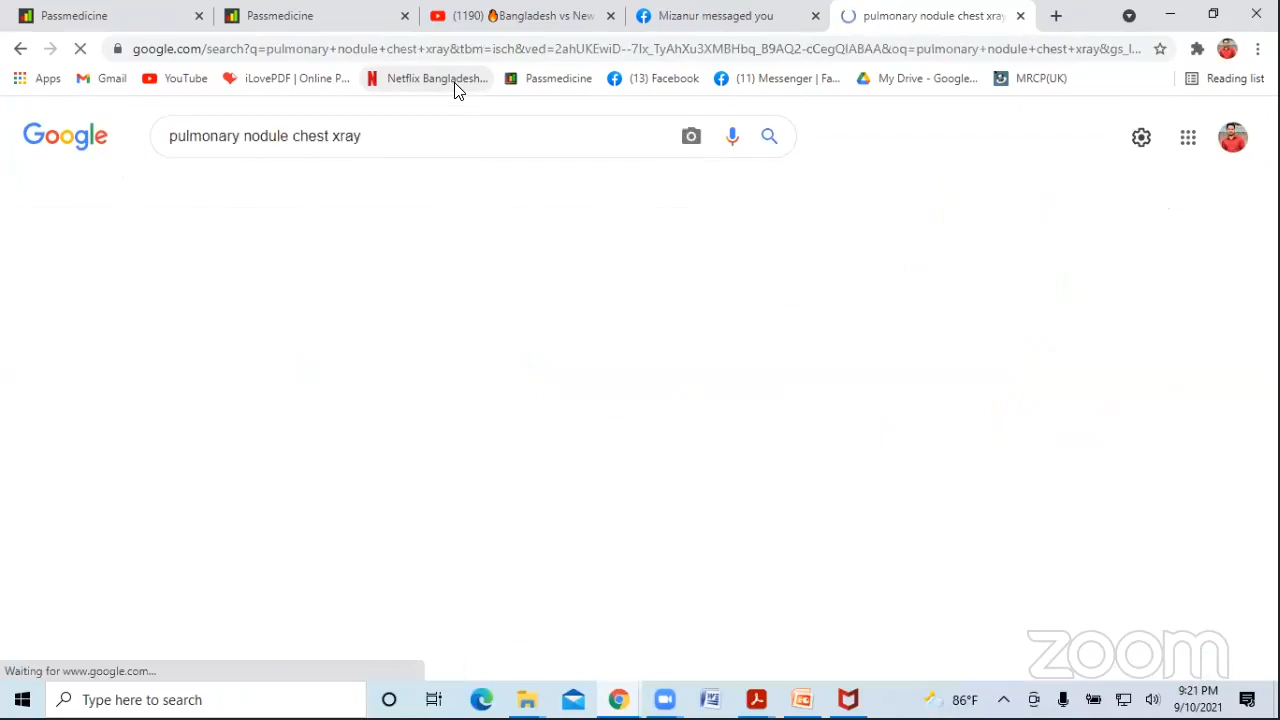 Passmedicine
Passmedicine
(1190) 🔥Bangladesh vs New
Mizanur messaged you
pulmonary nodule chest xray
google.com/search?q=pulmonary+nodule+chest+xray&tbm=isch&ved=2ahUKEwiD--7Ix_TyAhXu3XMBHbq_B9AQ2-cCegQIABAA&oq=pulmonary+nodule+chest+xray&gs_l...
Apps
Gmail
YouTube
iLovePDF | Online P...
Netflix Bangladesh...
Passmedicine
(13) Facebook
(11) Messenger | Fa...
My Drive - Google...
MRCP(UK)
Reading list
Google
pulmonary nodule chest xray
zoom
Waiting for www.google.com...
Type here to search
86°F
9:21 PM
9/10/2021